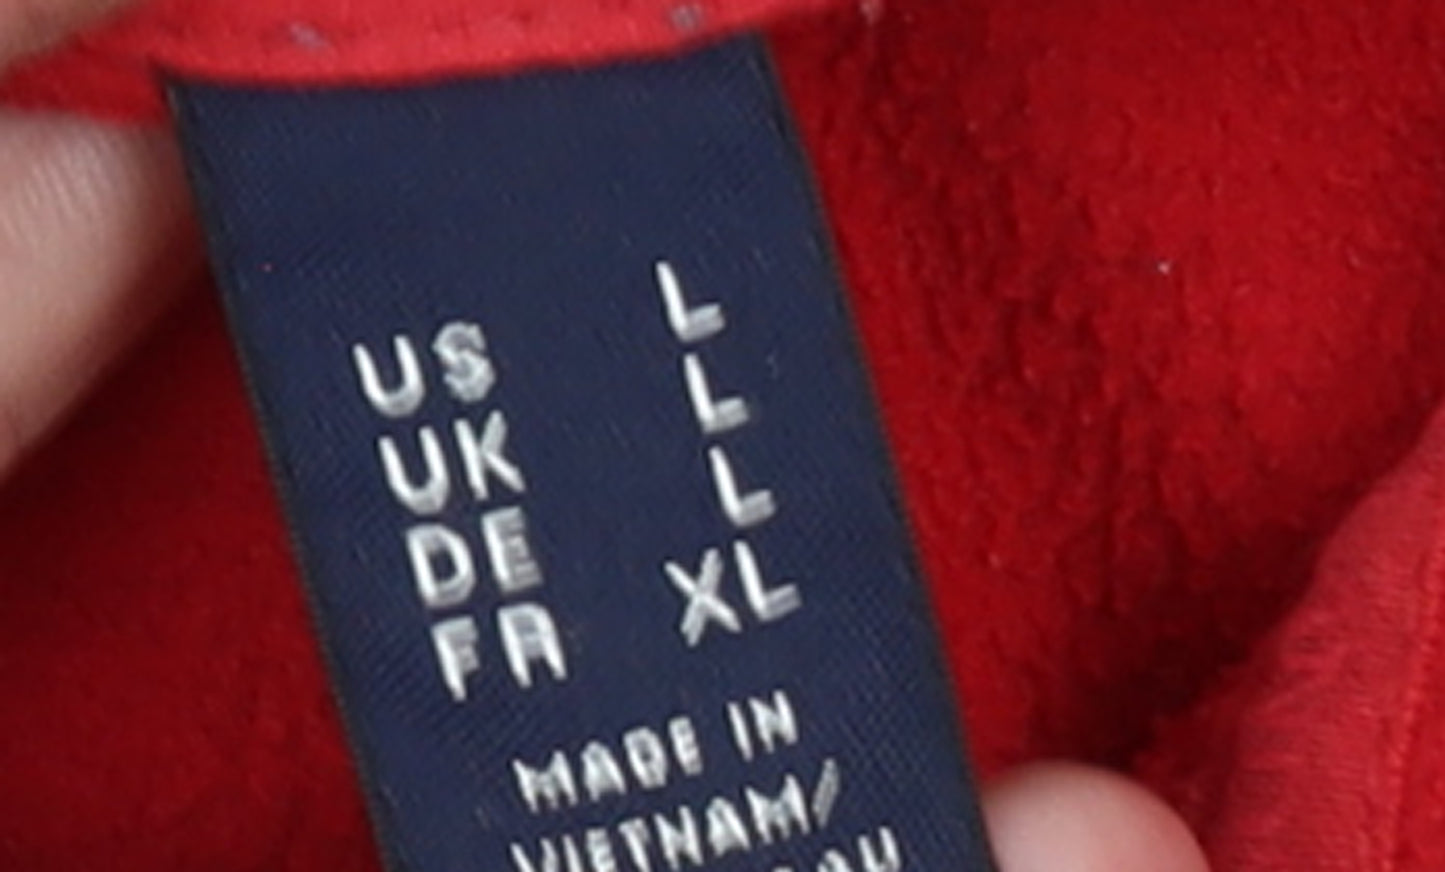 US L
UK L
DE L
FR XL
MADE IN
VIETNAM/